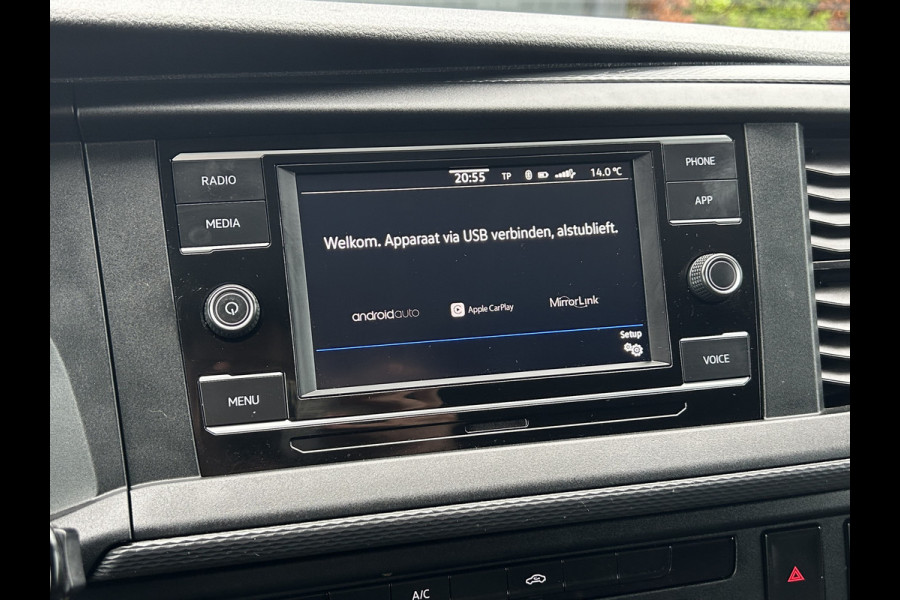 20:55 TP 14.0 °C
RADIO
PHONE
MEDIA
APP
Welkom. Apparaat via USB verbinden, alstublieft.
androidauto Apple CarPlay MirrorLink
Setup
VOICE
MENU
A/C